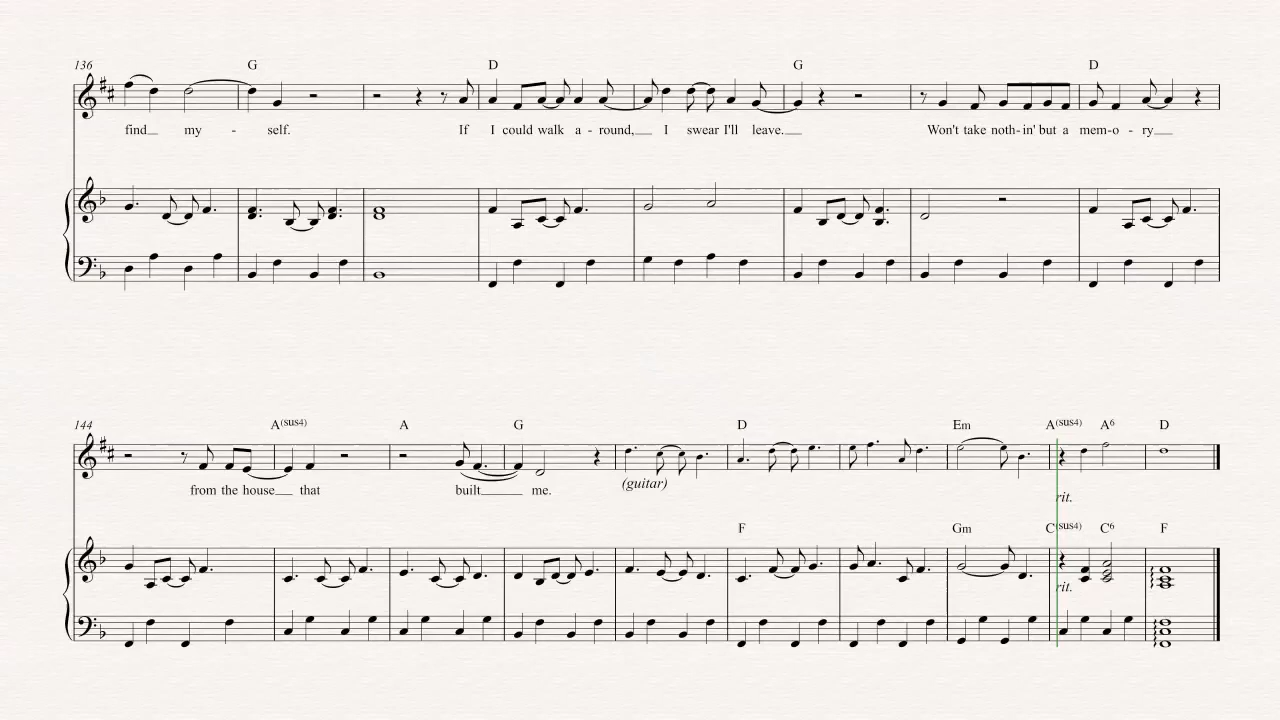 136 G D G D
find my - self. If I could walk a - round, I swear I'll leave. Won't take noth-in' but a mem-o - ry
144 A(sus4) A G D Em A(sus4) A6 D
from the house that built me. (guitar) rit.
F Gm C(sus4) C6 F
rit.